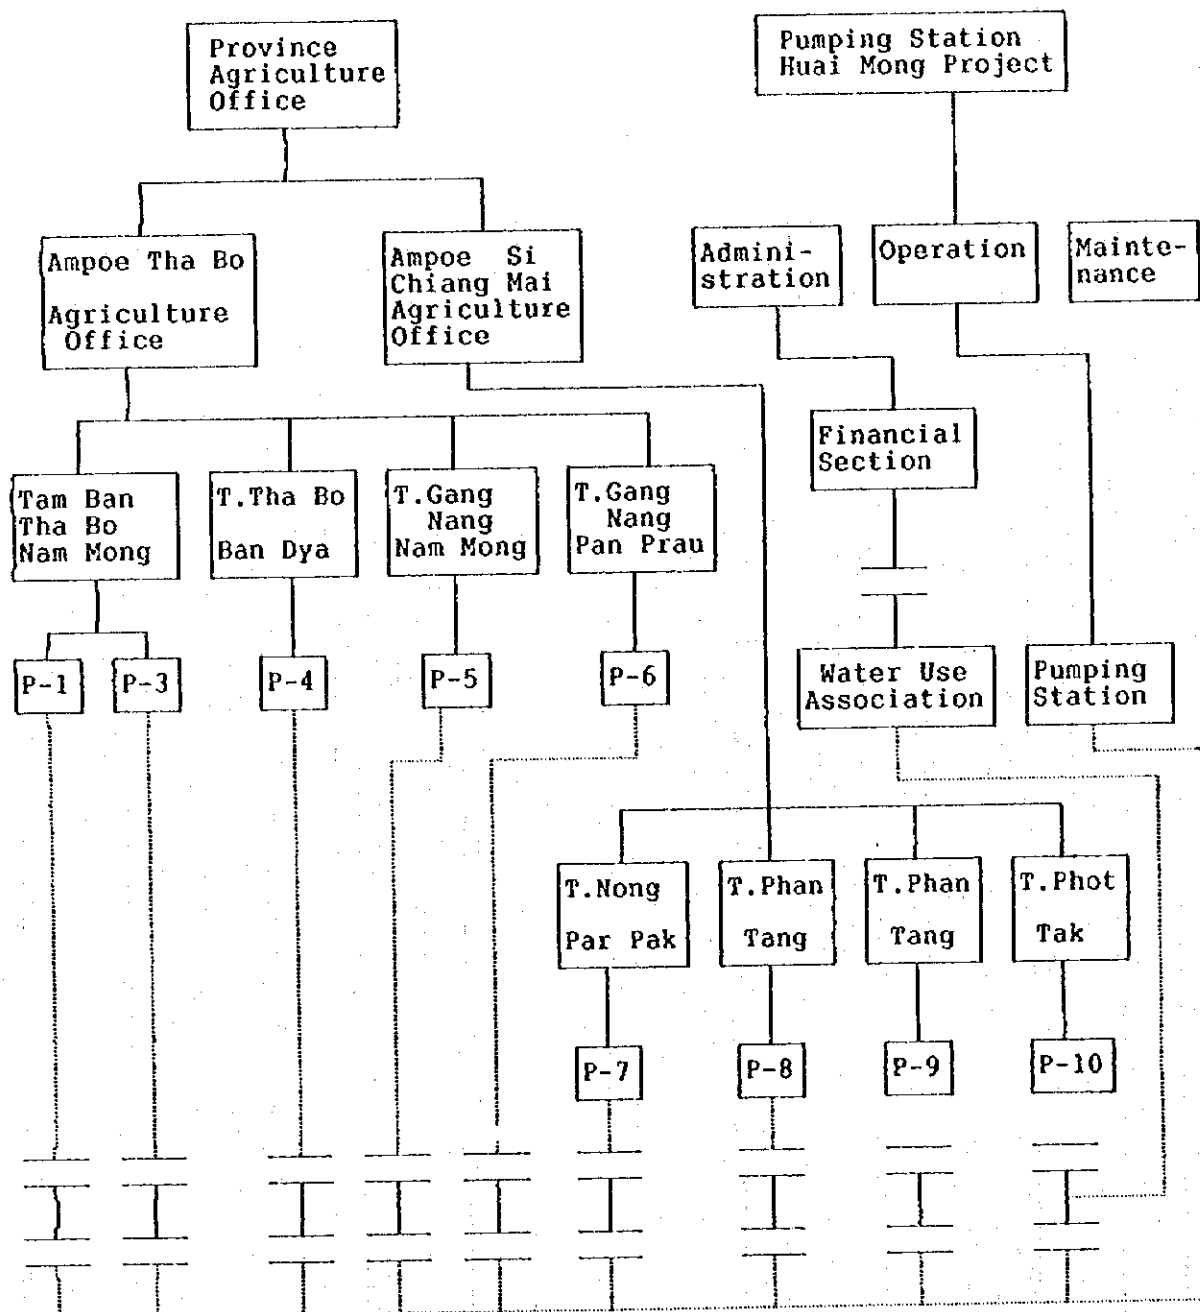 Province
Agriculture
Office
Pumping Station
Huai Mong Project
Ampoe Tha Bo
Agriculture
Office
Ampoe Si
Chiang Mai
Agriculture
Office
Admini-
stration
Operation
Mainte-
nance
Financial
Section
Tam Ban
Tha Bo
Nam Mong
T.Tha Bo
Ban Dya
T.Gang
Nang
Nam Mong
T.Gang
Nang
Pan Prau
P-1
P-3
P-4
P-5
P-6
Water Use
Association
Pumping
Station
T.Nong
Par Pak
T.Phan
Tang
T.Phan
Tang
T.Phot
Tak
P-7
P-8
P-9
P-10